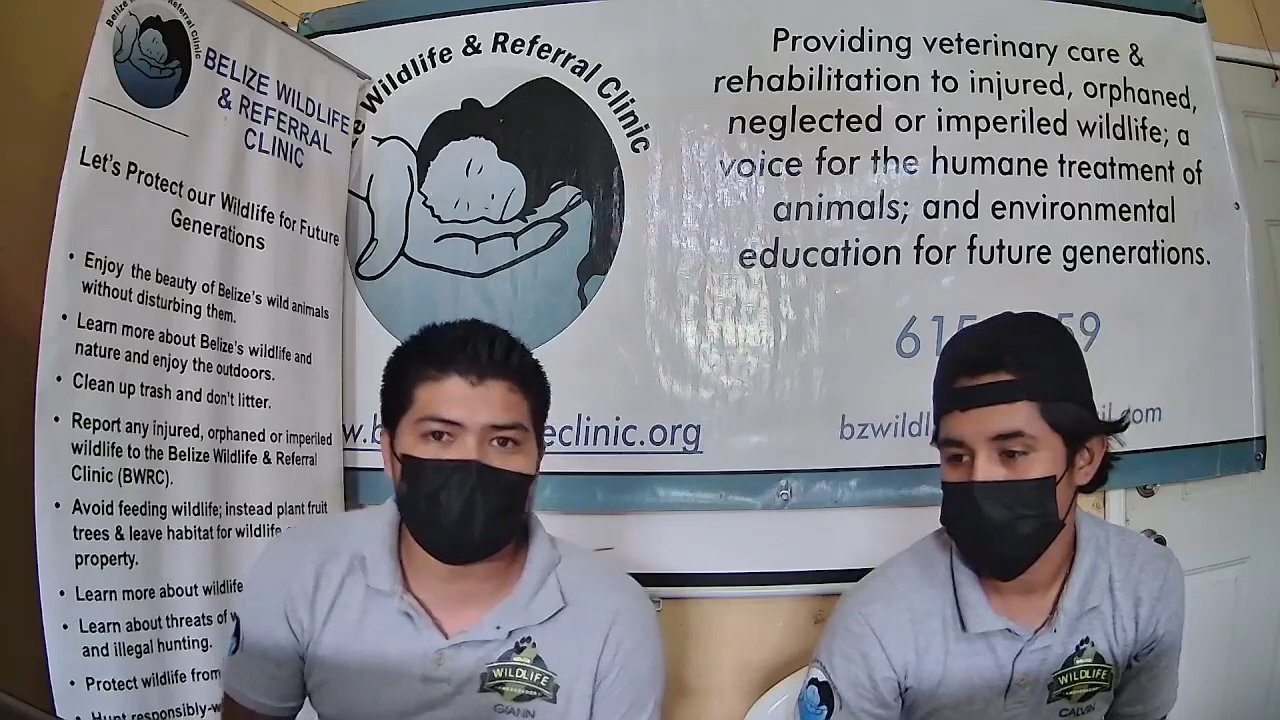 Belize Referral Clinic
BELIZE WILDLIFE
& REFERRAL
CLINIC
Let's Protect our Wildlife for Future
Generations
• Enjoy the beauty of Belize's wild animals
without disturbing them.
• Learn more about Belize's wildlife and
nature and enjoy the outdoors.
• Clean up trash and don't litter.
• Report any injured, orphaned or imperiled
wildlife to the Belize Wildlife & Referral
Clinic (BWRC).
• Avoid feeding wildlife; instead plant fruit
trees & leave habitat for wildlife
property.
• Learn more about wildlife
• Learn about threats of
and illegal hunting.
• Protect wildlife from
• Hunt responsibly
Wildlife & Referral Clinic
Providing veterinary care &
rehabilitation to injured, orphaned,
neglected or imperiled wildlife; a
voice for the humane treatment of
animals; and environmental
education for future generations.
615 59
eclinic.org
bzwildl il.com
WILDLIFE
GIANN
WILDLIFE
CALVIN